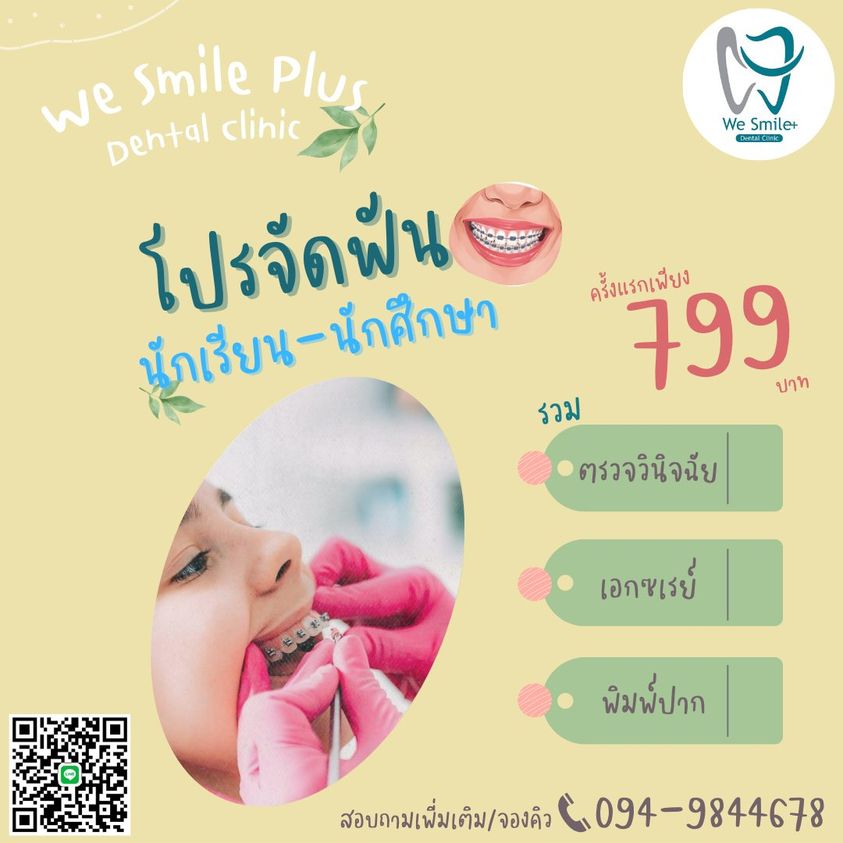 We Smile Plus
Dental Clinic
We Smile+
Dental Clinic
โปรจัดฟัน
นักเรียน-นักศึกษา
ครั้งแรกเพียง
799
บาท
รวม
ตรวจวินิจฉัย
เอกซเรย์
พิมพ์ปาก
LINE
สอบถามเพิ่มเติม/จองคิว 094-9844678